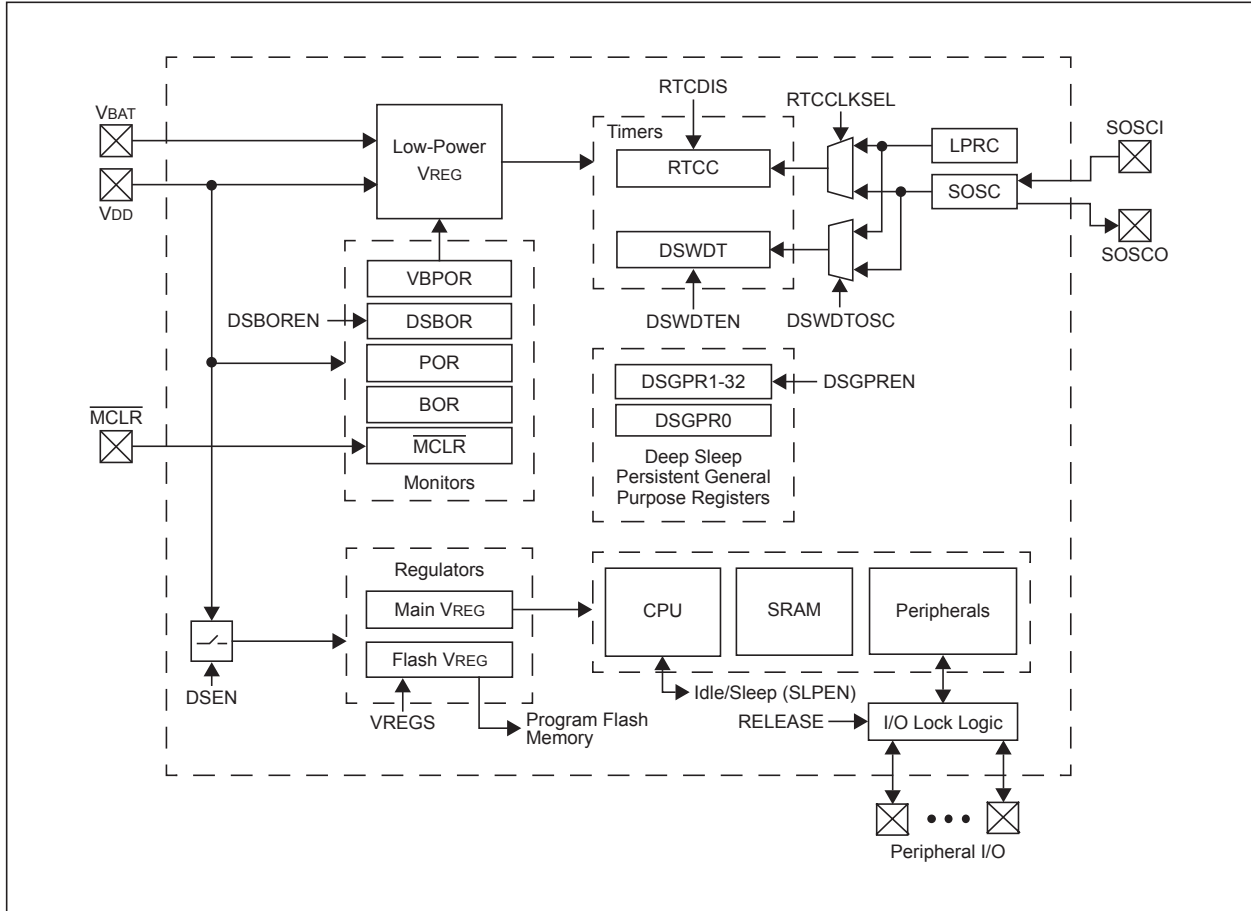 RTCDIS
RTCCLKSEL
VBAT
Timers
SOSCI
Low-Power
VREG
LPRC
RTCC
SOSC
VDD
DSWDT
SOSCO
VBPOR
DSBOREN
DSBOR
DSWDTEN
DSWDTOSC
POR
DSGPR1-32
DSGPREN
BOR
DSGPR0
MCLR
MCLR
Monitors
Deep Sleep
Persistent General
Purpose Registers
Regulators
Main VREG
CPU
SRAM
Peripherals
Flash VREG
DSEN
Idle/Sleep (SLPEN)
VREGS
Program Flash
Memory
RELEASE
I/O Lock Logic
Peripheral I/O